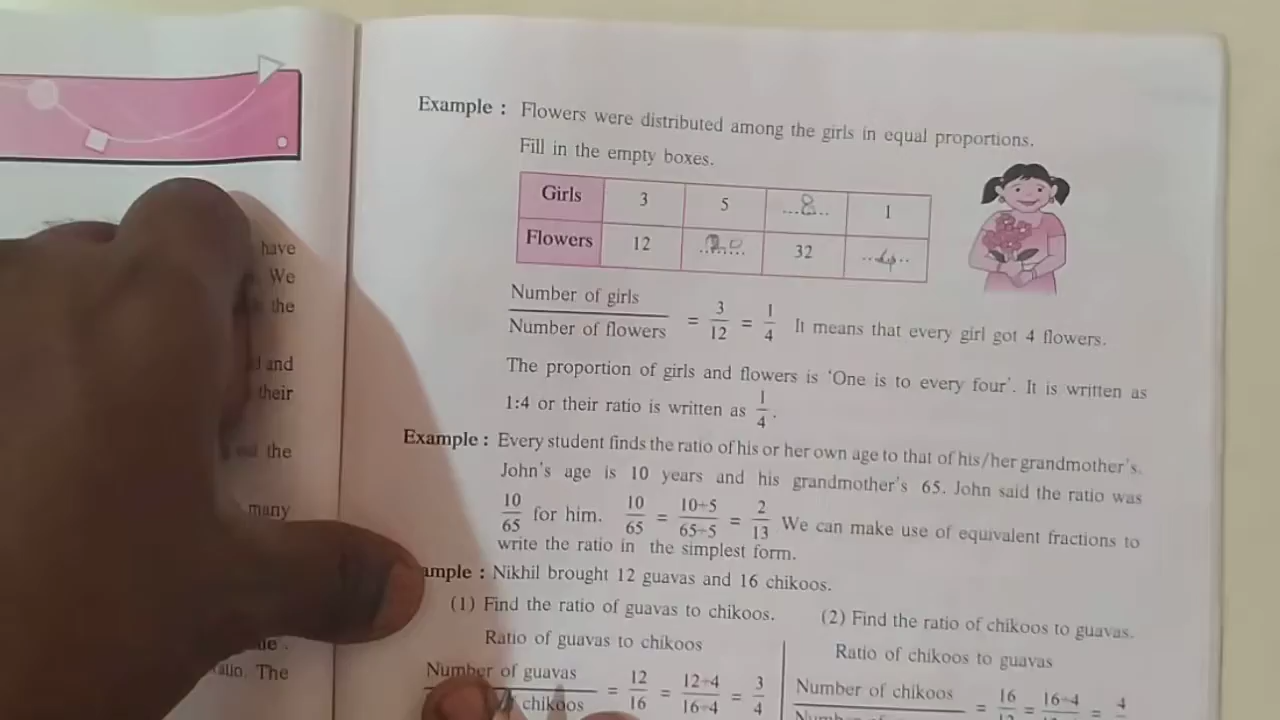 have
We
the
and
their
the
many
The
Example : Flowers were distributed among the girls in equal proportions.
Fill in the empty boxes.
Girls 3 5 ...8... 1
Flowers 12 ...20... 32 ...4...
Number of girls / Number of flowers = 3/12 = 1/4 It means that every girl got 4 flowers.
The proportion of girls and flowers is ‘One is to every four’. It is written as
1:4 or their ratio is written as 1/4.
Example : Every student finds the ratio of his or her own age to that of his/her grandmother’s.
John’s age is 10 years and his grandmother’s 65. John said the ratio was
10/65 for him. 10/65 = 10÷5/65÷5 = 2/13 We can make use of equivalent fractions to
write the ratio in the simplest form.
ample : Nikhil brought 12 guavas and 16 chikoos.
(1) Find the ratio of guavas to chikoos. (2) Find the ratio of chikoos to guavas.
Ratio of guavas to chikoos Ratio of chikoos to guavas
Number of guavas / chikoos = 12/16 = 12÷4/16÷4 = 3/4 Number of chikoos = 16 = 16÷4 = 4